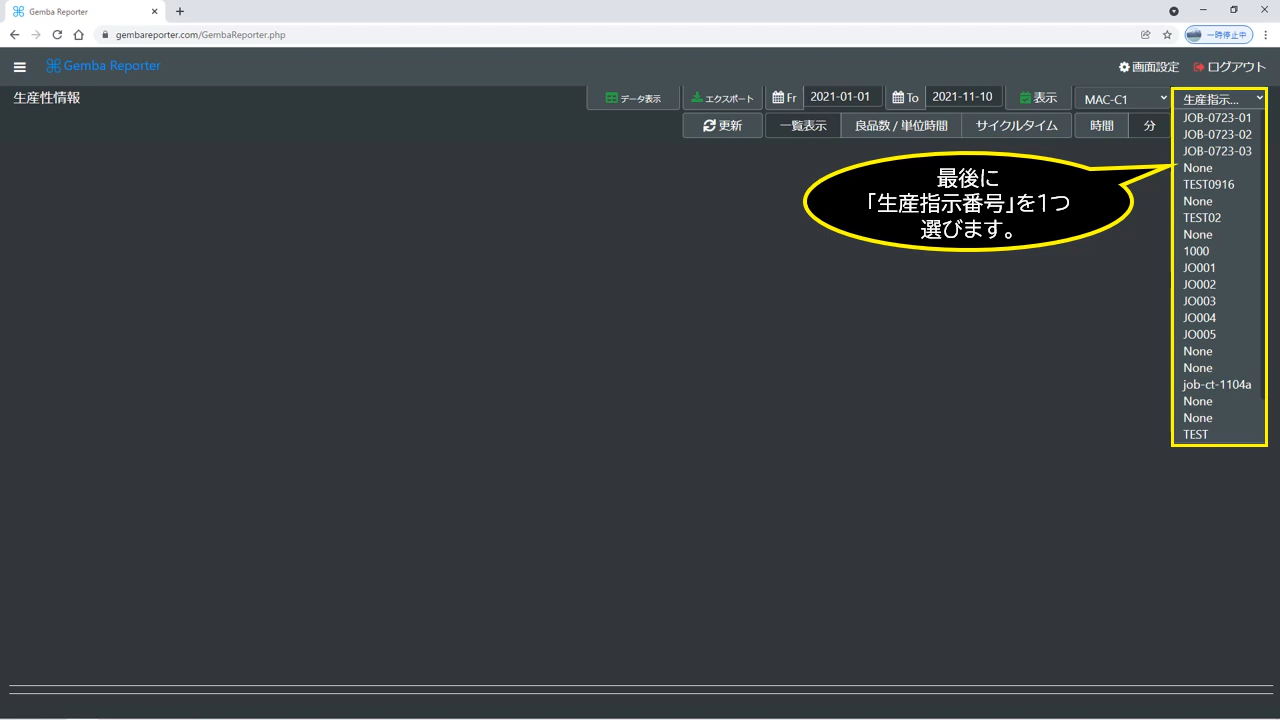 Gemba Reporter
gembareporter.com/GembaReporter.php
一時停止中
Gemba Reporter
画面設定
ログアウト
生産性情報
データ表示
エクスポート
Fr
2021-01-01
To
2021-11-10
表示
MAC-C1
生産指示...
更新
一覧表示
良品数 / 単位時間
サイクルタイム
時間
分
JOB-0723-01
JOB-0723-02
JOB-0723-03
None
TEST0916
None
TEST02
None
1000
JO001
JO002
JO003
JO004
JO005
None
None
job-ct-1104a
None
None
TEST
最後に
「生産指示番号」を1つ
選びます。